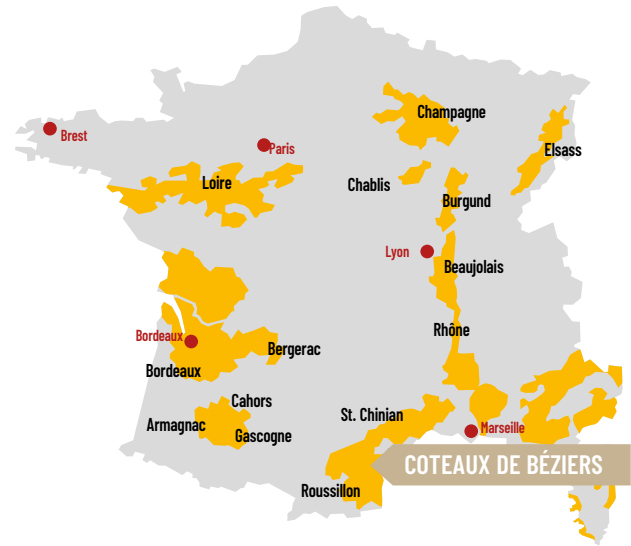 Champagne
Brest
Paris
Elsass
Loire
Chablis
Burgund
Lyon
Beaujolais
Rhône
Bordeaux
Bergerac
Bordeaux
Cahors
St. Chinian
Armagnac
Marseille
Gascogne
COTEAUX DE BÉZIERS
Roussillon